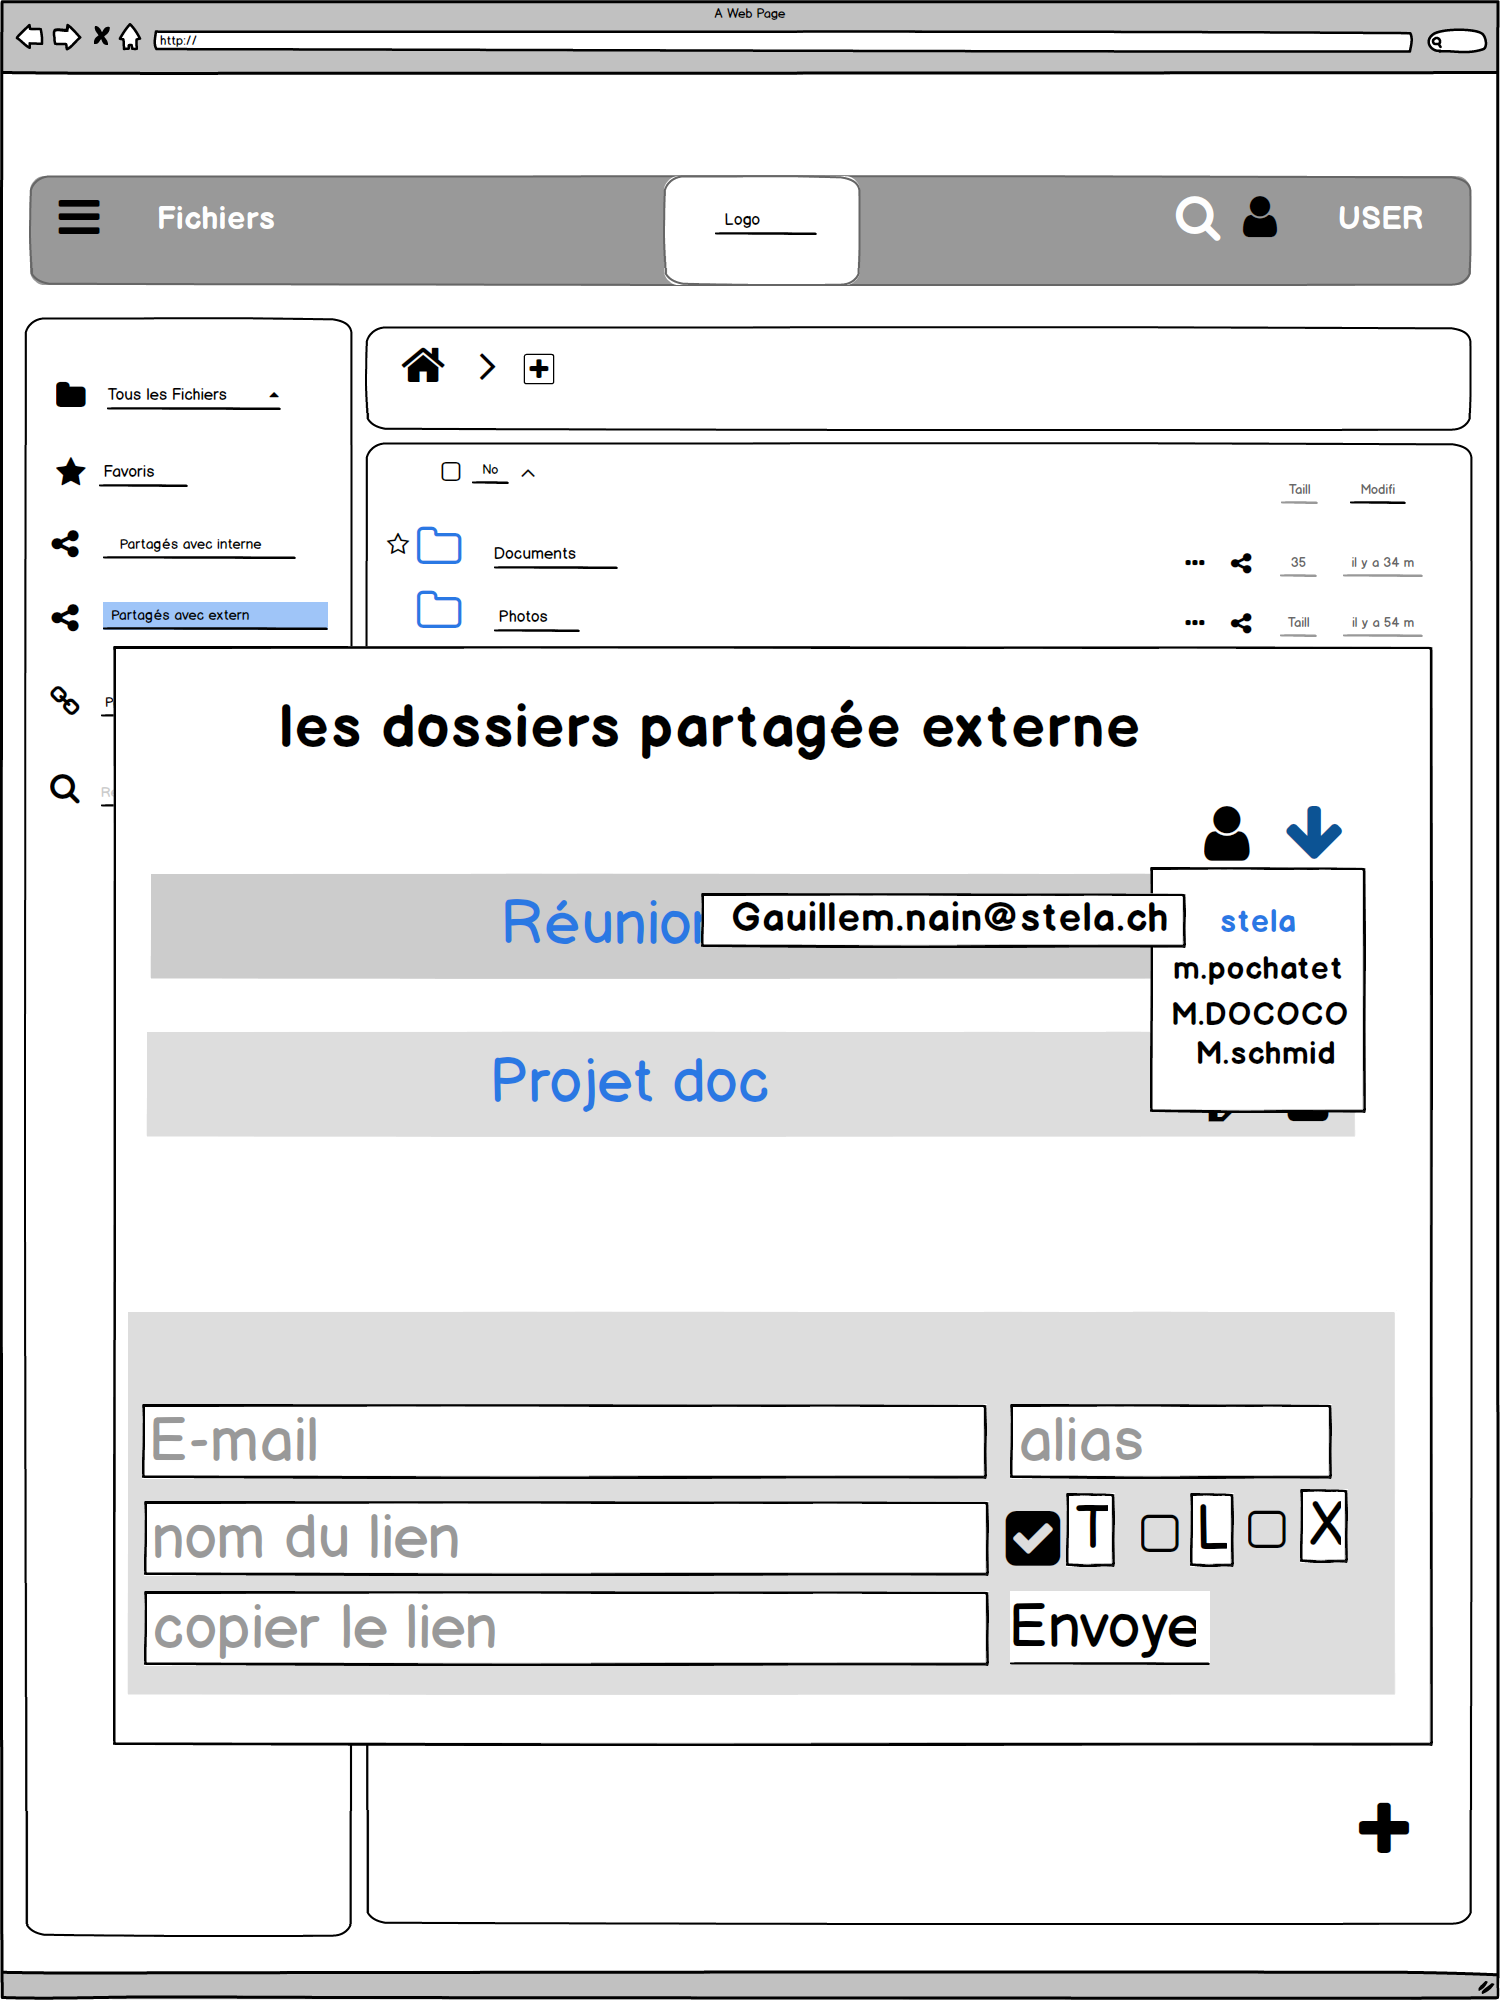 A Web Page
http://
Fichiers
Logo
USER
Tous les Fichiers
Favoris
Partagés avec interne
Partagés avec extern
P
No
Taill
Modifi
Documents
35
il y a 34 m
Photos
Taill
il y a 54 m
les dossiers partagée externe
Réunion
Gauillem.nain@stela.ch
stela
m.pochatet
M.DOCOCO
M.schmid
Projet doc
E-mail
alias
nom du lien
T
L
X
copier le lien
Envoye